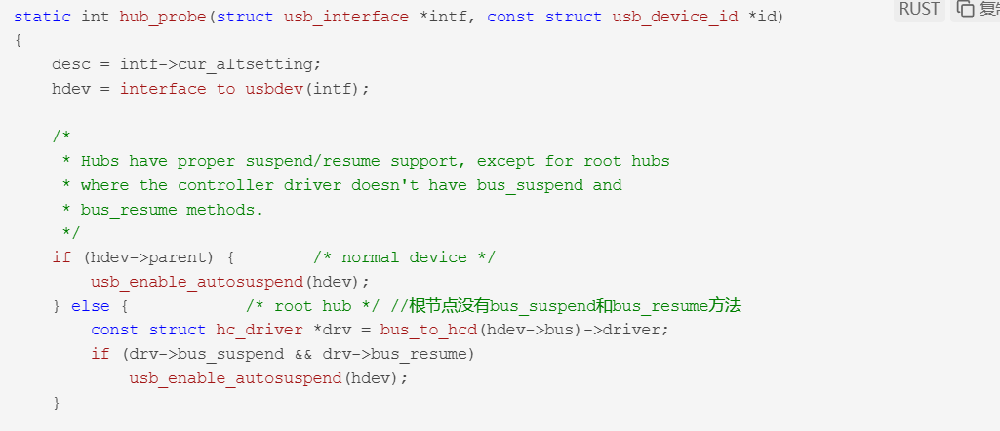 RUST 复制
static int hub_probe(struct usb_interface *intf, const struct usb_device_id *id)
{
    desc = intf->cur_altsetting;
    hdev = interface_to_usbdev(intf);

    /*
     * Hubs have proper suspend/resume support, except for root hubs
     * where the controller driver doesn't have bus_suspend and
     * bus_resume methods.
     */
    if (hdev->parent) {        /* normal device */
        usb_enable_autosuspend(hdev);
    } else {            /* root hub */ //根节点没有bus_suspend和bus_resume方法
        const struct hc_driver *drv = bus_to_hcd(hdev->bus)->driver;
        if (drv->bus_suspend && drv->bus_resume)
            usb_enable_autosuspend(hdev);
    }